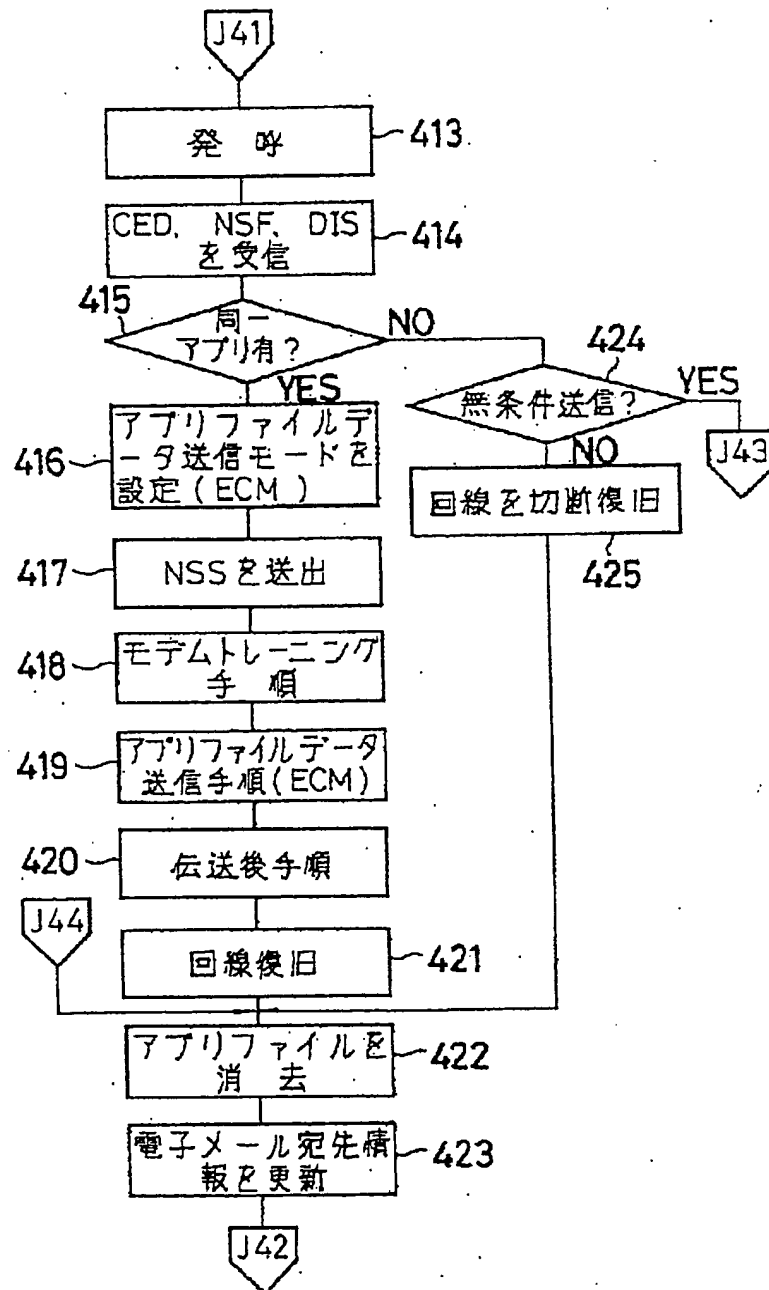 J41
発呼
413
CED、NSF、DIS
を受信
414
415
同一
アプリ有?
NO
YES
424
無条件送信?
YES
NO
J43
416
アプリファイルデ
ータ送信モードを
設定(ECM)
回線を切断復旧
425
417
NSSを送出
418
モデムトレーニング
手順
419
アプリファイルデータ
送信手順(ECM)
420
伝送後手順
J44
回線復旧
421
アプリファイルを
消去
422
電子メール宛先情
報を更新
423
J42